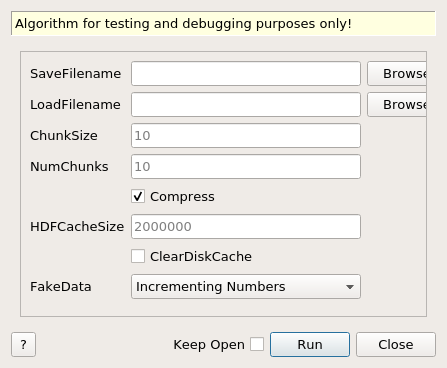 Algorithm for testing and debugging purposes only!
SaveFilename Browse
LoadFilename Browse
ChunkSize 10
NumChunks 10
Compress
HDFCacheSize 2000000
ClearDiskCache
FakeData Incrementing Numbers
? Keep Open Run Close